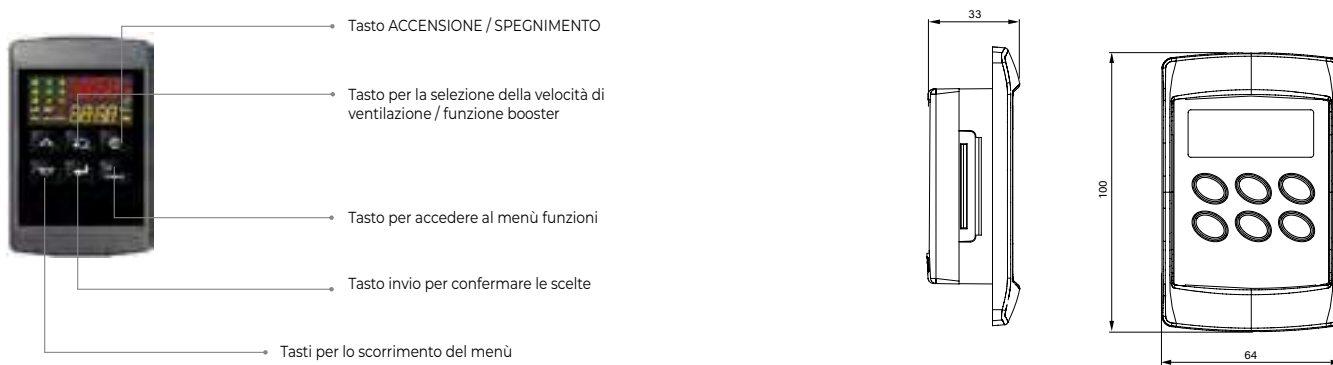 Tasto ACCENSIONE / SPEGNIMENTO
Tasto per la selezione della velocità di
ventilazione / funzione booster
Tasto per accedere al menù funzioni
Tasto invio per confermare le scelte
Tasti per lo scorrimento del menù
33
100
64